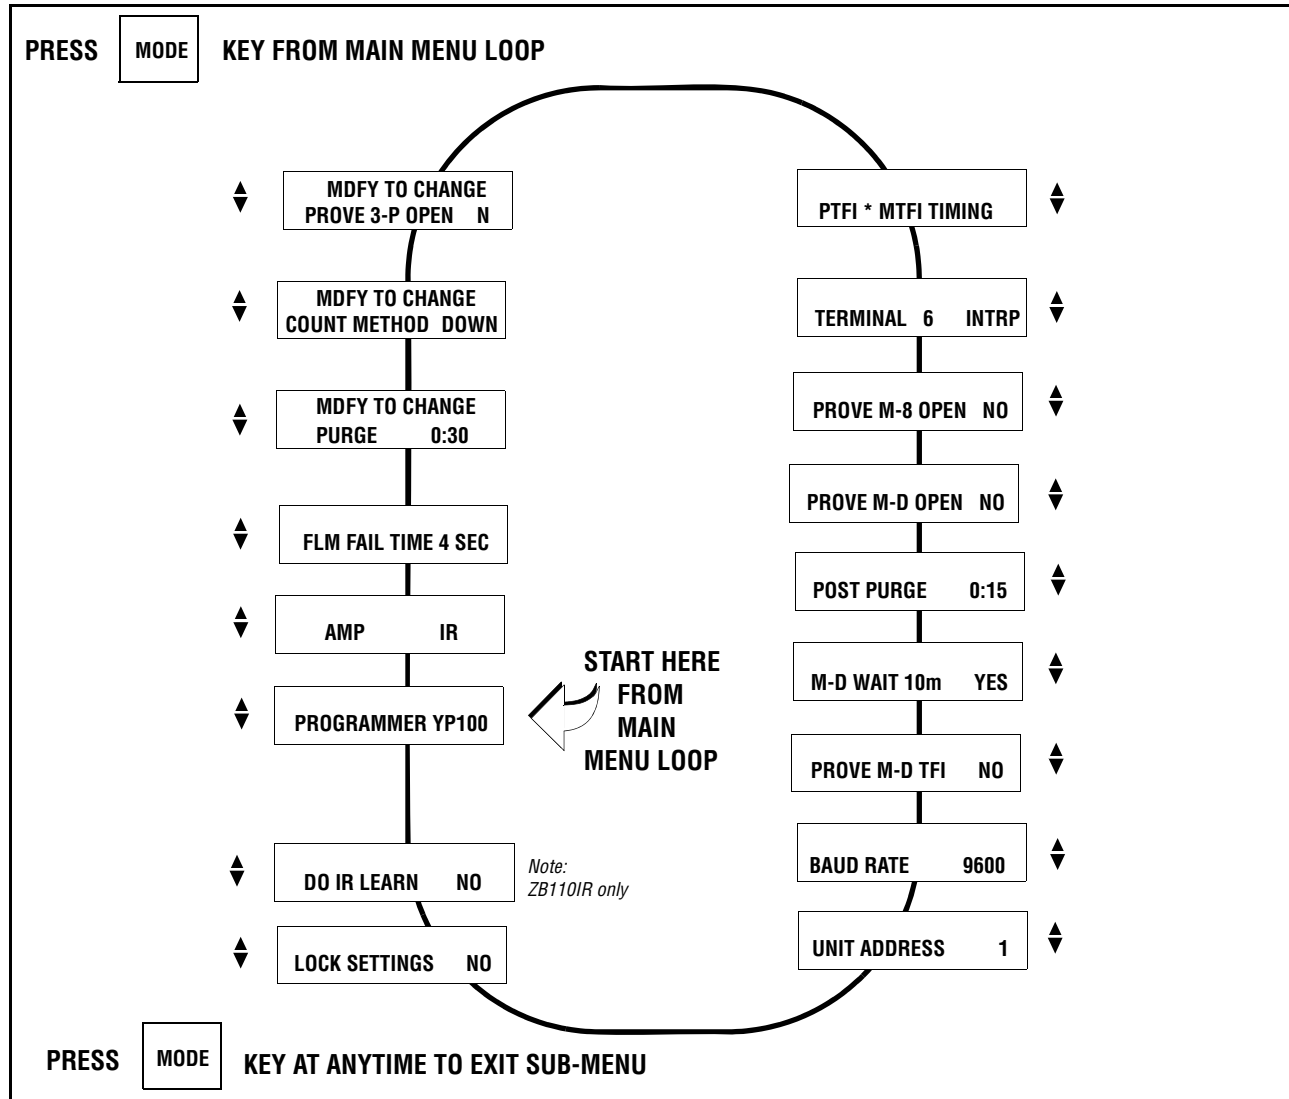 PRESS MODE KEY FROM MAIN MENU LOOP
MDFY TO CHANGE
PROVE 3-P OPEN N
MDFY TO CHANGE
COUNT METHOD DOWN
MDFY TO CHANGE
PURGE 0:30
FLM FAIL TIME 4 SEC
AMP IR
PROGRAMMER YP100
START HERE
FROM
MAIN
MENU LOOP
DO IR LEARN NO
Note:
ZB110IR only
LOCK SETTINGS NO
PTFI * MTFI TIMING
TERMINAL 6 INTRP
PROVE M-8 OPEN NO
PROVE M-D OPEN NO
POST PURGE 0:15
M-D WAIT 10m YES
PROVE M-D TFI NO
BAUD RATE 9600
UNIT ADDRESS 1
PRESS MODE KEY AT ANYTIME TO EXIT SUB-MENU